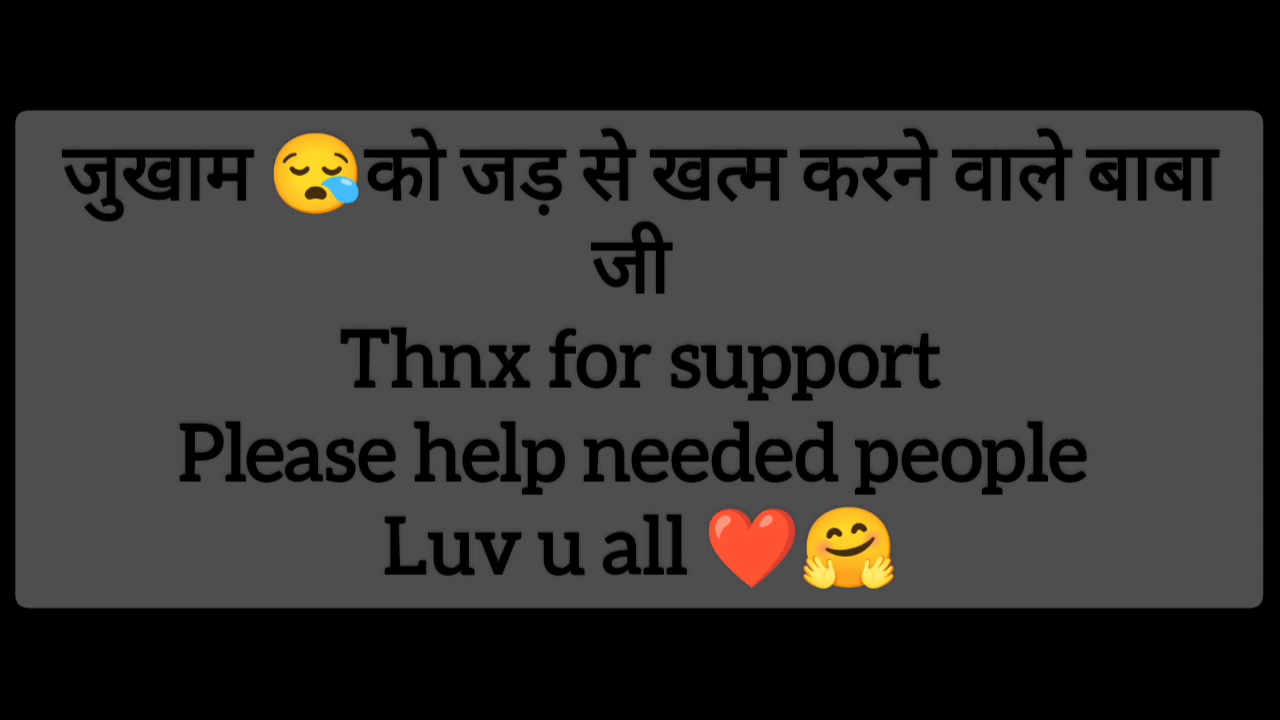 जुखाम 😪को जड़ से खत्म करने वाले बाबा
जी
Thnx for support
Please help needed people
Luv u all ❤️🤗